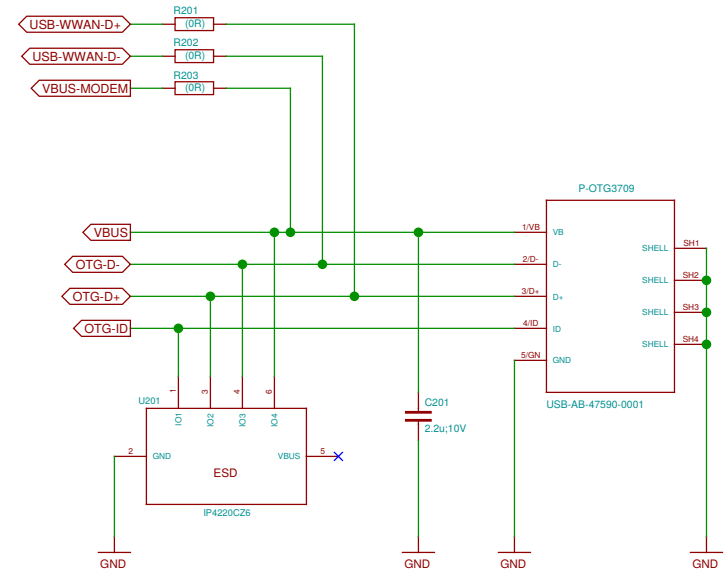 R201
USB-WWAN-D+ (0R)
R202
USB-WWAN-D- (0R)
R203
VBUS-MODEM (0R)
P-OTG3709
VBUS 1/VB VB
SHELL SH1
OTG-D- 2/D- D-
SHELL SH2
OTG-D+ 3/D+ D+
SHELL SH3
OTG-ID 4/ID ID
SHELL SH4
5/GN GND
1 3 4 6
U201
C201
USB-AB-47590-0001
IO1 IO2 IO3 IO4
2.2u;10V
2 GND VBUS 5
ESD
IP4220CZ6
GND GND GND GND